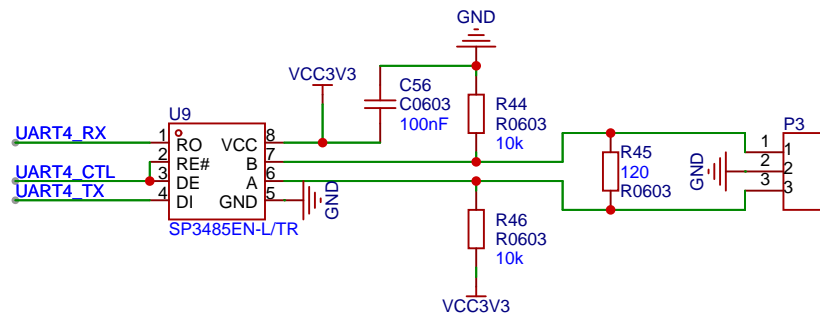 GND
VCC3V3
C56
C0603
100nF
R44
R0603
10k
U9
P3
UART4_RX
1
RO
VCC
8
2
RE#
B
7
UART4_CTL
3
DE
A
6
UART4_TX
4
DI
GND
5
SP3485EN-L/TR
GND
R45
120
R0603
GND
1
1
2
2
3
3
R46
R0603
10k
VCC3V3